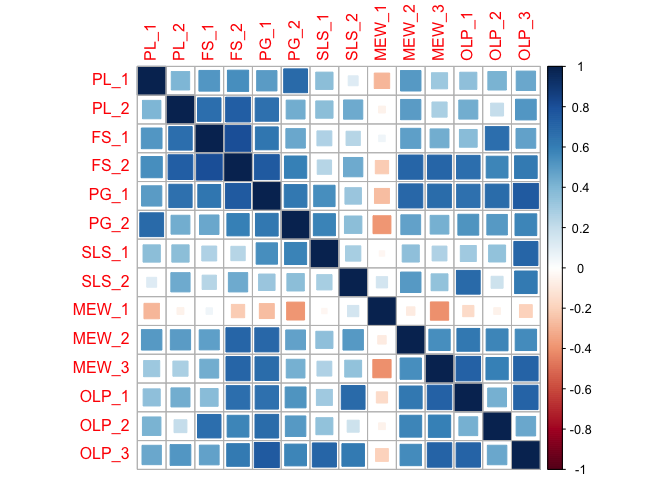 PL_1
PL_2
FS_1
FS_2
PG_1
PG_2
SLS_1
SLS_2
MEW_1
MEW_2
MEW_3
OLP_1
OLP_2
OLP_3
PL_1
PL_2
FS_1
FS_2
PG_1
PG_2
SLS_1
SLS_2
MEW_1
MEW_2
MEW_3
OLP_1
OLP_2
OLP_3
1
0.8
0.6
0.4
0.2
0
-0.2
-0.4
-0.6
-0.8
-1